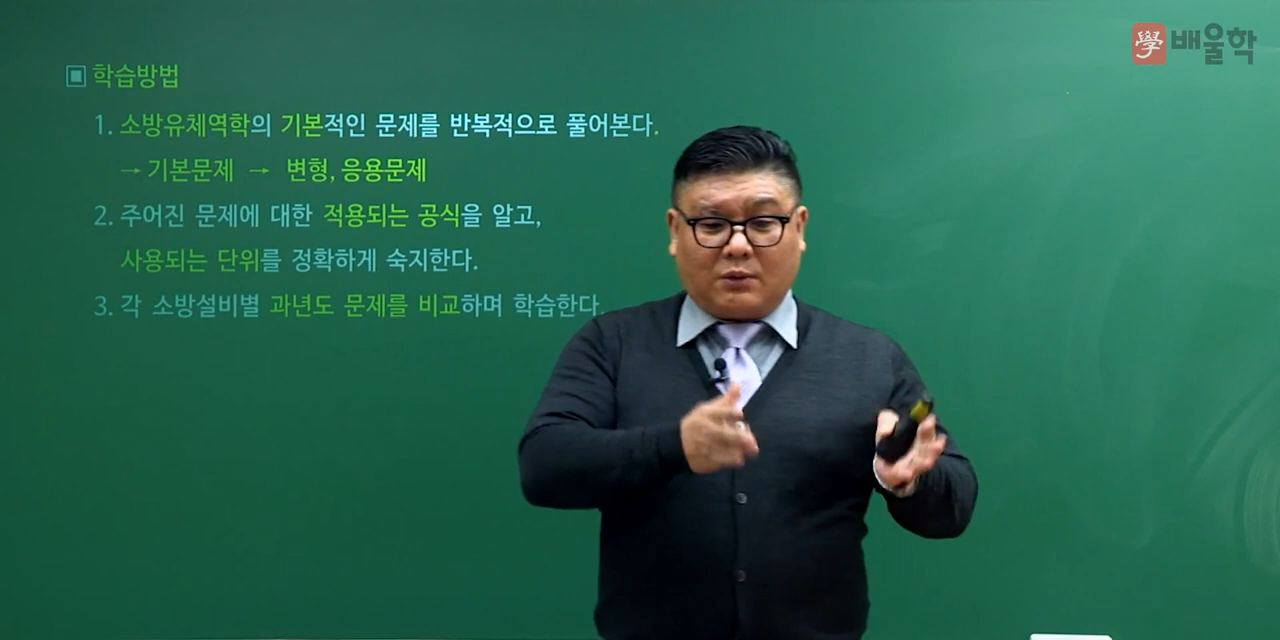 學 배울학
▣ 학습방법
1. 소방유체역학의 기본적인 문제를 반복적으로 풀어본다.
→ 기본문제 → 변형, 응용문제
2. 주어진 문제에 대한 적용되는 공식을 알고,
사용되는 단위를 정확하게 숙지한다.
3. 각 소방설비별 과년도 문제를 비교하며 학습한다.